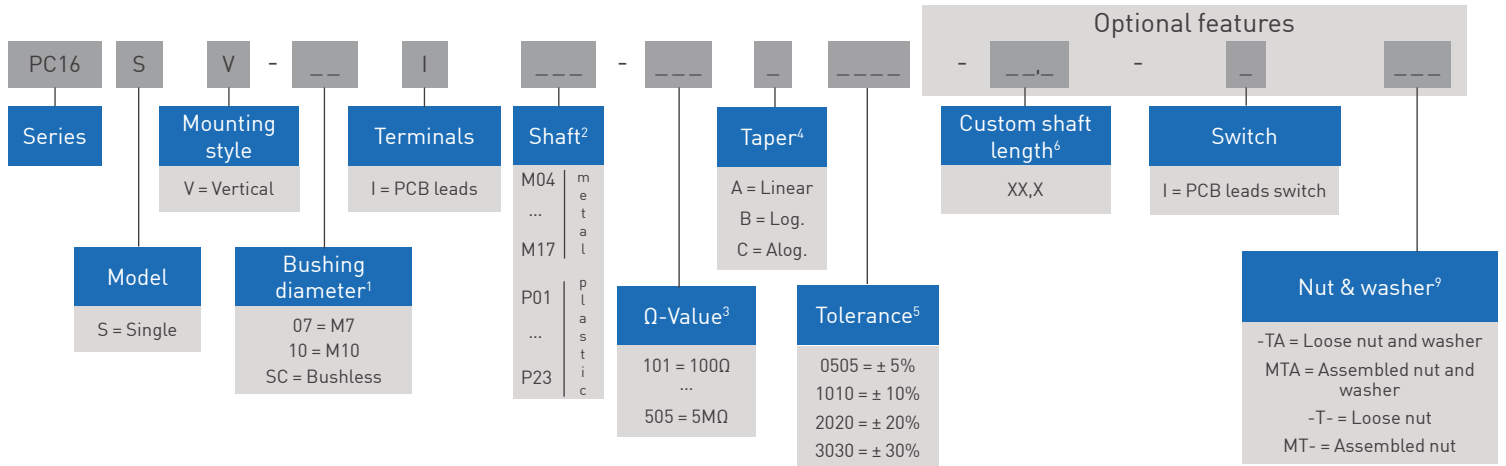 Optional features
PC16 S V - _ _ I _ _ _ - _ _ _ _ _ _ _ _ - _ _,_ - _ _ _ _
Series
Mounting
style
V = Vertical
Terminals
I = PCB leads
Shaft2
M04
...
M17
metal
P01
...
P23
plastic
Taper4
A = Linear
B = Log.
C = Alog.
Custom shaft
length6
XX,X
Switch
I = PCB leads switch
Model
S = Single
Bushing
diameter1
07 = M7
10 = M10
SC = Bushless
Ω-Value3
101 = 100Ω
...
505 = 5MΩ
Tolerance5
0505 = ± 5%
1010 = ± 10%
2020 = ± 20%
3030 = ± 30%
Nut & washer9
-TA = Loose nut and washer
MTA = Assembled nut and
washer
-T- = Loose nut
MT- = Assembled nut